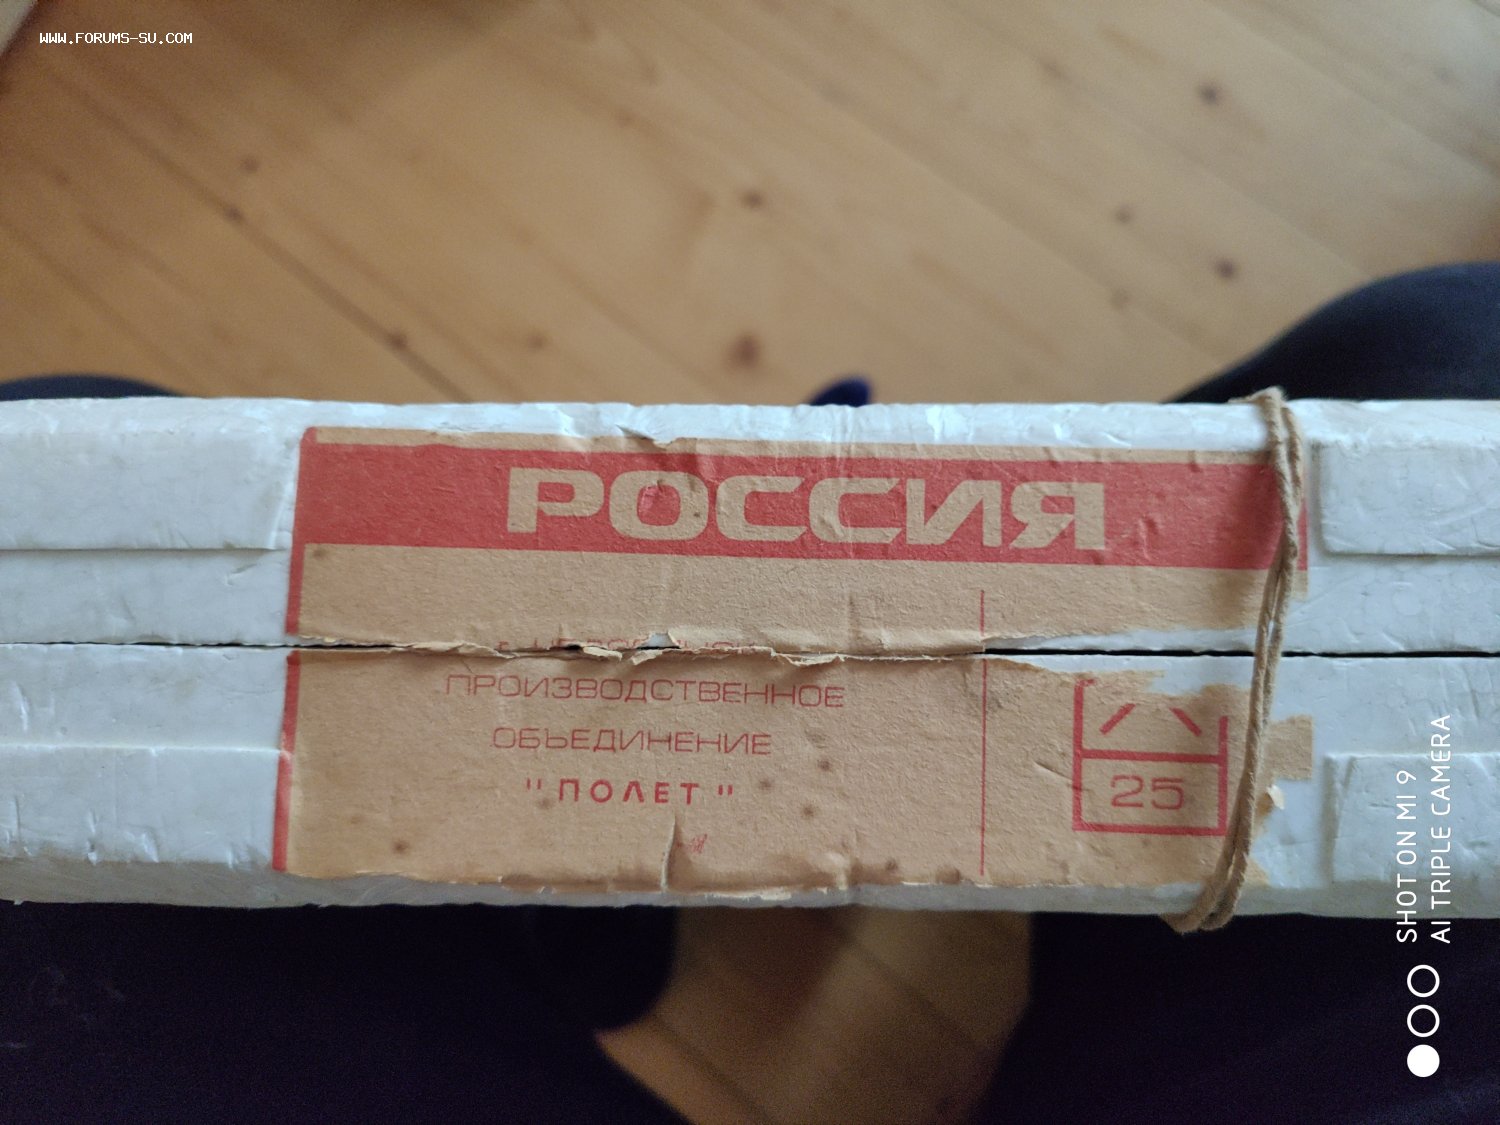 WWW.FORUMS-SU.COM
РОССИЯ
ПРОИЗВОДСТВЕННОЕ
ОБЪЕДИНЕНИЕ
"ПОЛЕТ"
25
SHOT ON MI 9
AI TRIPLE CAMERA